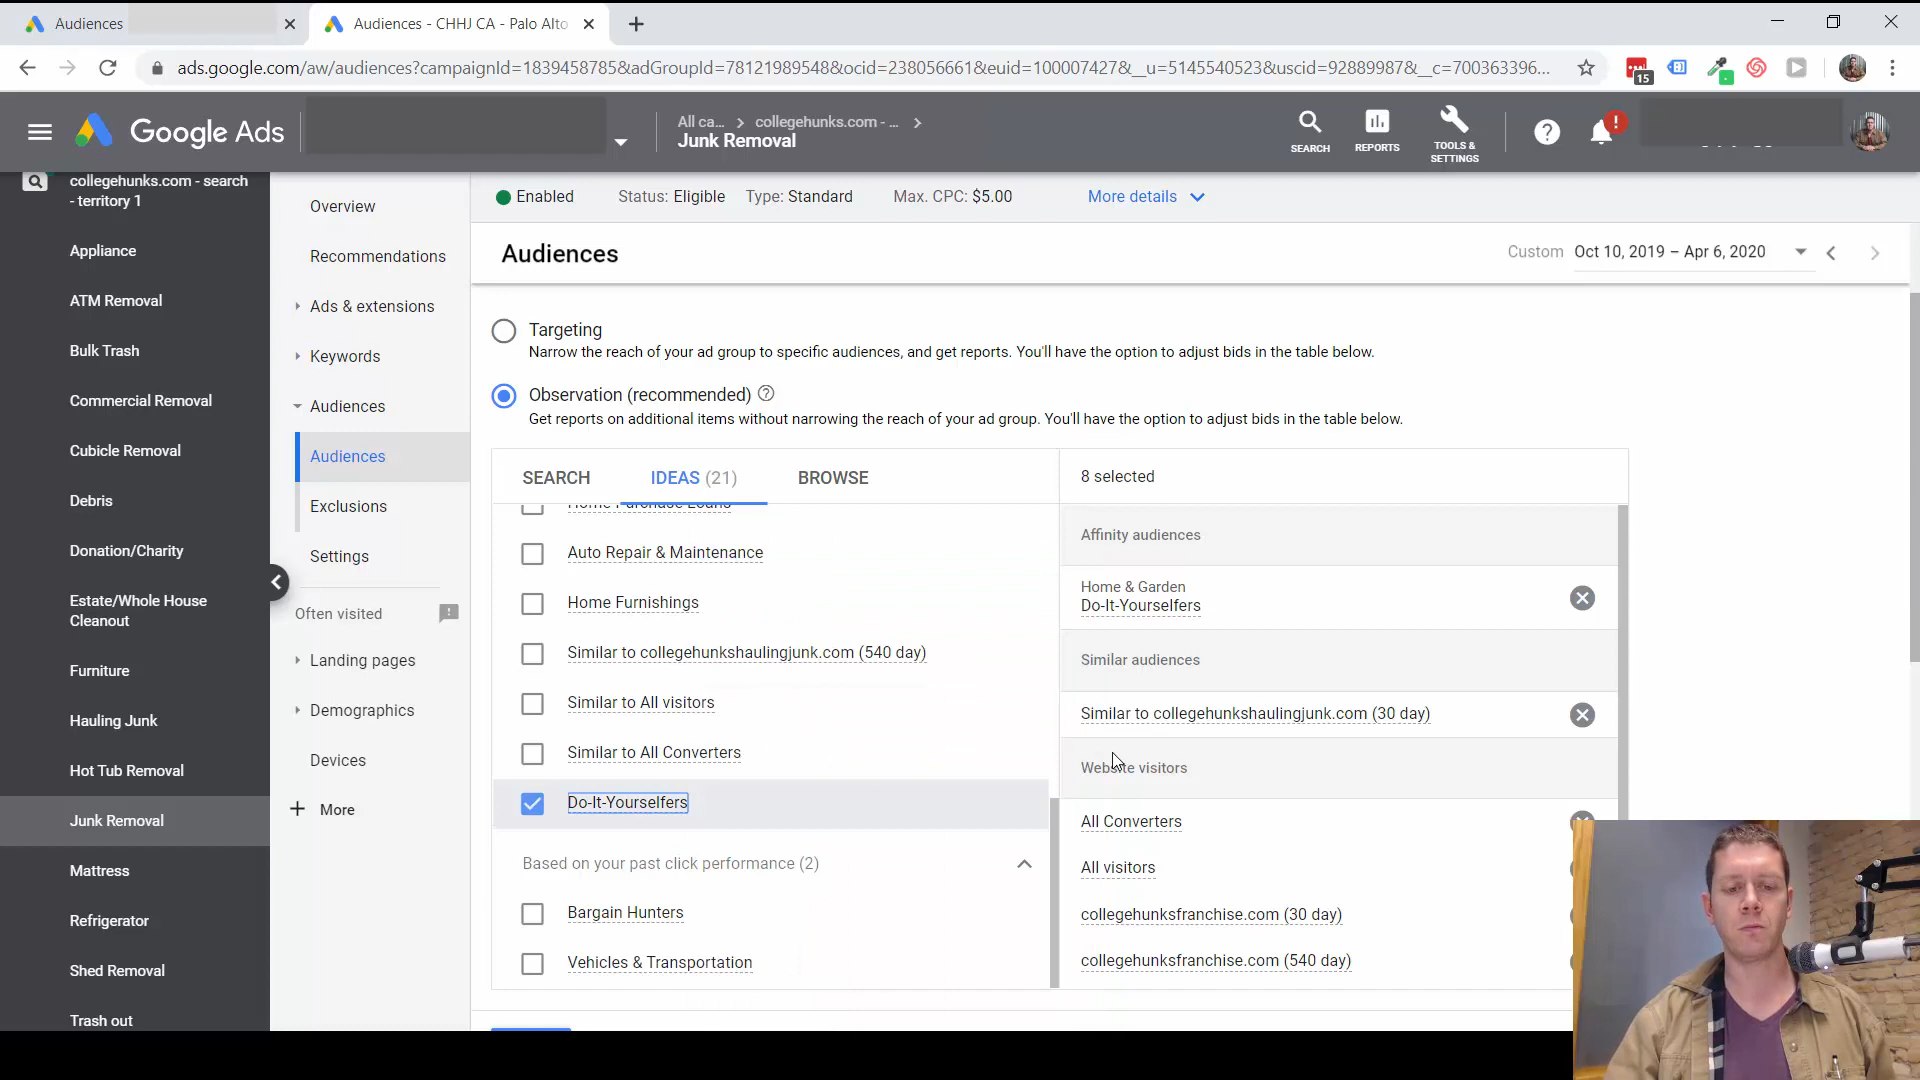 Audiences
Audiences - CHHJ CA - Palo Alto
ads.google.com/aw/audiences?campaignId=1839458785&adGroupId=78121989548&ocid=238056661&euid=100007427&__u=5145540523&uscid=92889987&__c=700363396...
15
Google Ads
All ca...
collegehunks.com - ...
Junk Removal
SEARCH
REPORTS
TOOLS &
SETTINGS
!
collegehunks.com - search
- territory 1
Appliance
ATM Removal
Bulk Trash
Commercial Removal
Cubicle Removal
Debris
Donation/Charity
Estate/Whole House
Cleanout
Furniture
Hauling Junk
Hot Tub Removal
Junk Removal
Mattress
Refrigerator
Shed Removal
Trash out
Overview
Recommendations
Ads & extensions
Keywords
Audiences
Audiences
Exclusions
Settings
Often visited
Landing pages
Demographics
Devices
+ More
Enabled
Status: Eligible
Type: Standard
Max. CPC: $5.00
More details
Audiences
Custom Oct 10, 2019 – Apr 6, 2020
Targeting
Narrow the reach of your ad group to specific audiences, and get reports. You'll have the option to adjust bids in the table below.
Observation (recommended)
Get reports on additional items without narrowing the reach of your ad group. You'll have the option to adjust bids in the table below.
SEARCH
IDEAS (21)
BROWSE
Home Purchase Loans
Auto Repair & Maintenance
Home Furnishings
Similar to collegehunkshaulingjunk.com (540 day)
Similar to All visitors
Similar to All Converters
Do-It-Yourselfers
Based on your past click performance (2)
Bargain Hunters
Vehicles & Transportation
8 selected
Affinity audiences
Home & Garden
Do-It-Yourselfers
Similar audiences
Similar to collegehunkshaulingjunk.com (30 day)
Website visitors
All Converters
All visitors
collegehunksfranchise.com (30 day)
collegehunksfranchise.com (540 day)